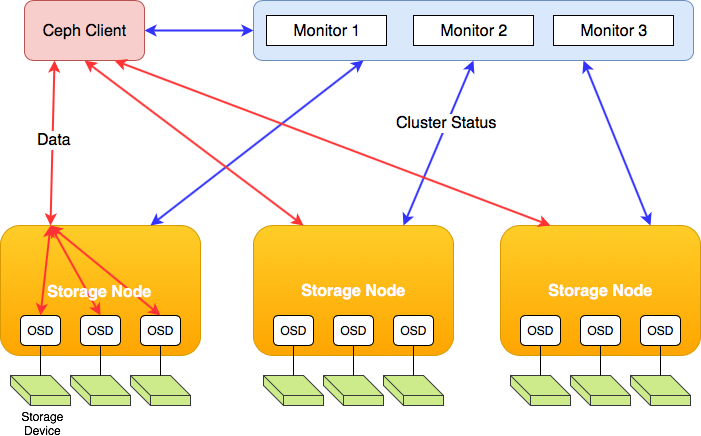 Ceph Client
Monitor 1
Monitor 2
Monitor 3
Data
Cluster Status
Storage Node
Storage Node
Storage Node
OSD
OSD
OSD
OSD
OSD
OSD
OSD
OSD
OSD
Storage
Device